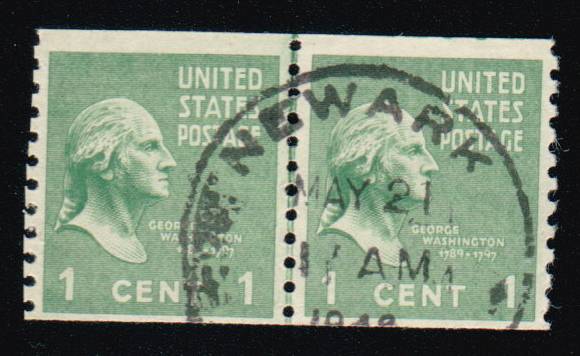 UNITED
STATES
POSTAGE
GEORGE
WASHINGTON
1 CENT 1
UNITED
STATES
POSTAGE
GEORGE
WASHINGTON
1789 • 1797
1 CENT 1
NEWARK
MAY 21
AM